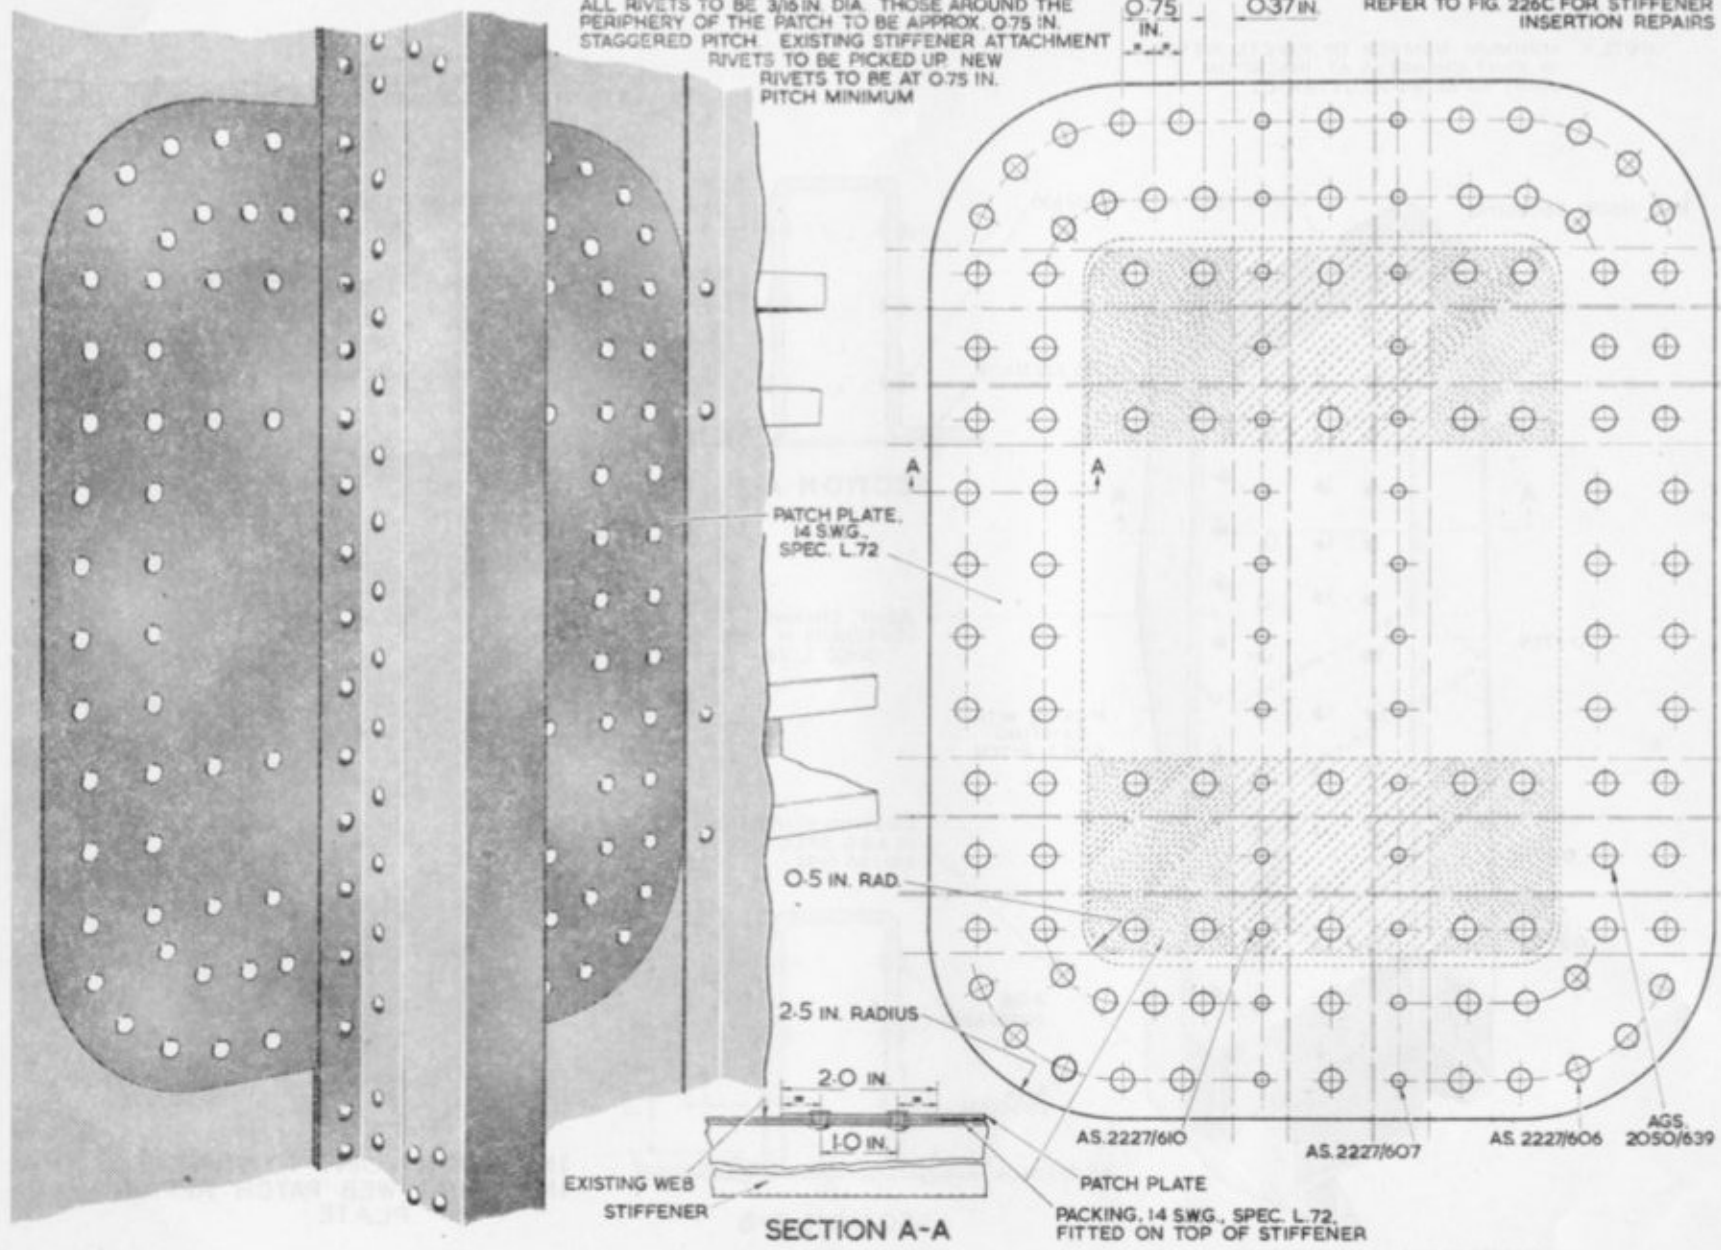 ALL RIVETS TO BE 3/16 IN. DIA. THOSE AROUND THE
PERIPHERY OF THE PATCH TO BE APPROX. 0.75 IN.
STAGGERED PITCH. EXISTING STIFFENER ATTACHMENT
RIVETS TO BE PICKED UP. NEW
RIVETS TO BE AT 0.75 IN.
PITCH MINIMUM
0.75
IN.
0.37 IN.
REFER TO FIG. 226C FOR STIFFENER
INSERTION REPAIRS
A
A
PATCH PLATE,
14 S.W.G.,
SPEC. L.72
0.5 IN. RAD.
2.5 IN. RADIUS
2.0 IN.
1.0 IN.
EXISTING WEB
STIFFENER
SECTION A-A
PATCH PLATE
PACKING, 14 S.W.G., SPEC. L.72,
FITTED ON TOP OF STIFFENER
AS.2227/610
AS.2227/607
AS.2227/606
AGS.
2050/639